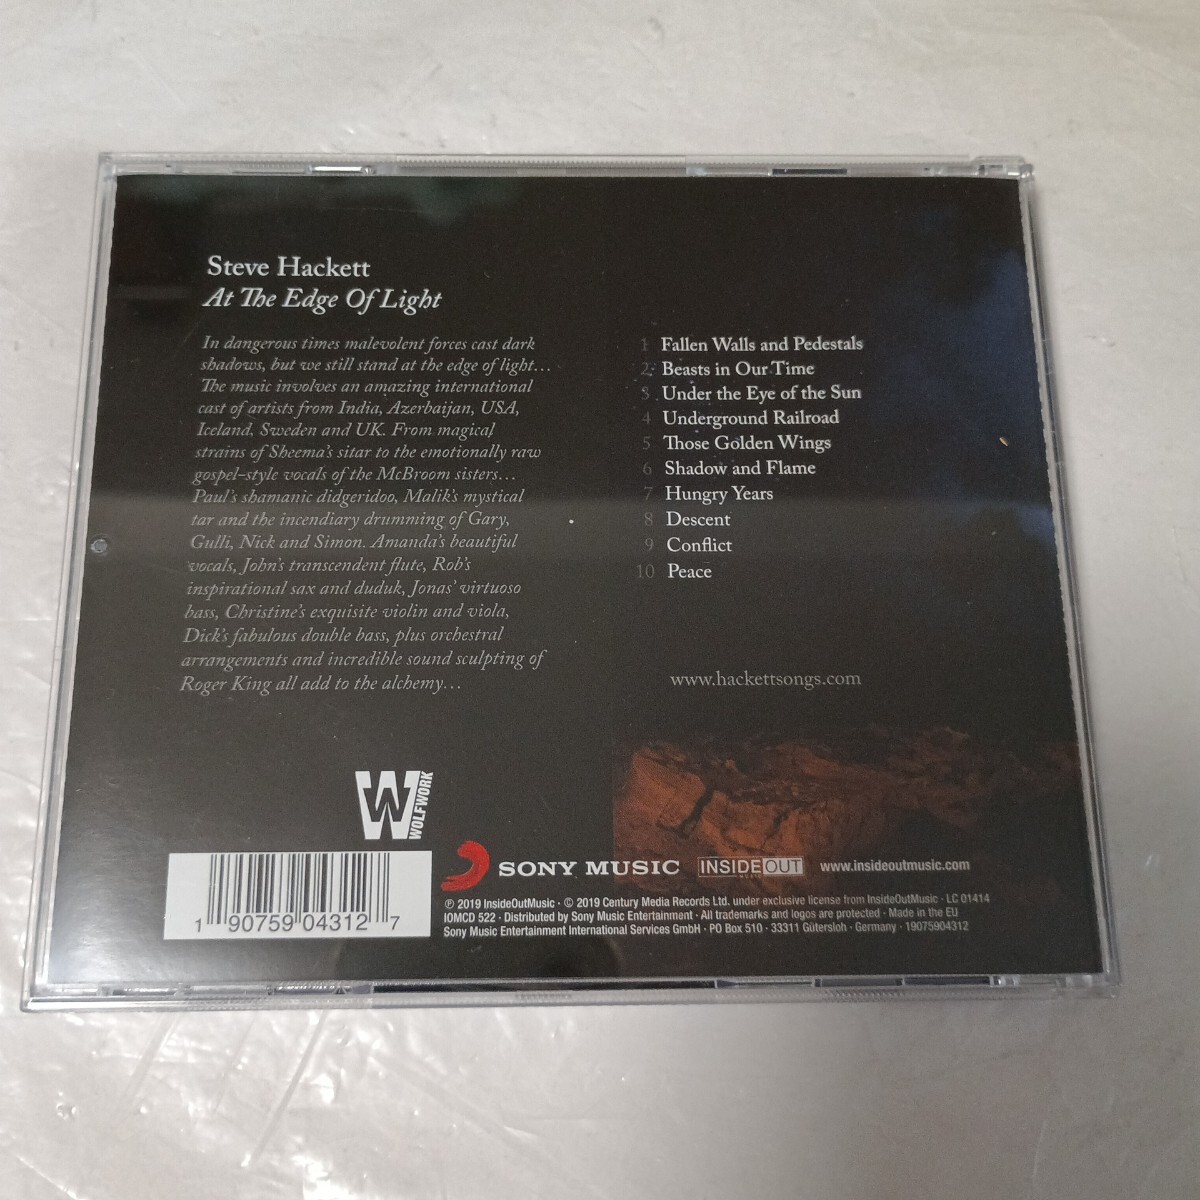 Steve Hackett
At The Edge Of Light
In dangerous times malevolent forces cast dark
shadows, but we still stand at the edge of light...
The music involves an amazing international
cast of artists from India, Azerbaijan, USA,
Iceland, Sweden and UK. From magical
strains of Sheema's sitar to the emotionally raw
gospel-style vocals of the McBroom sisters...
Paul's shamanic didgeridoo, Malik's mystical
tar and the incendiary drumming of Gary,
Gulli, Nick and Simon. Amanda's beautiful
vocals, John's transcendent flute, Rob's
inspirational sax and duduk, Jonas' virtuoso
bass, Christine's exquisite violin and viola,
Dick's fabulous double bass, plus orchestral
arrangements and incredible sound sculpting of
Roger King all add to the alchemy...
1 Fallen Walls and Pedestals
2 Beasts in Our Time
3 Under the Eye of the Sun
4 Underground Railroad
5 Those Golden Wings
6 Shadow and Flame
7 Hungry Years
8 Descent
9 Conflict
10 Peace
www.hackettsongs.com
W WOLFWORK
1 90759 04312 7
SONY MUSIC
INSIDEOUT
MUSIC
www.insideoutmusic.com
℗ 2019 InsideOutMusic · © 2019 Century Media Records Ltd. under exclusive license from InsideOutMusic · LC 01414
IOMCD 522 · Distributed by Sony Music Entertainment · All trademarks and logos are protected · Made in the EU
Sony Music Entertainment International Services GmbH · PO Box 510 · 33311 Gütersloh · Germany · 19075904312